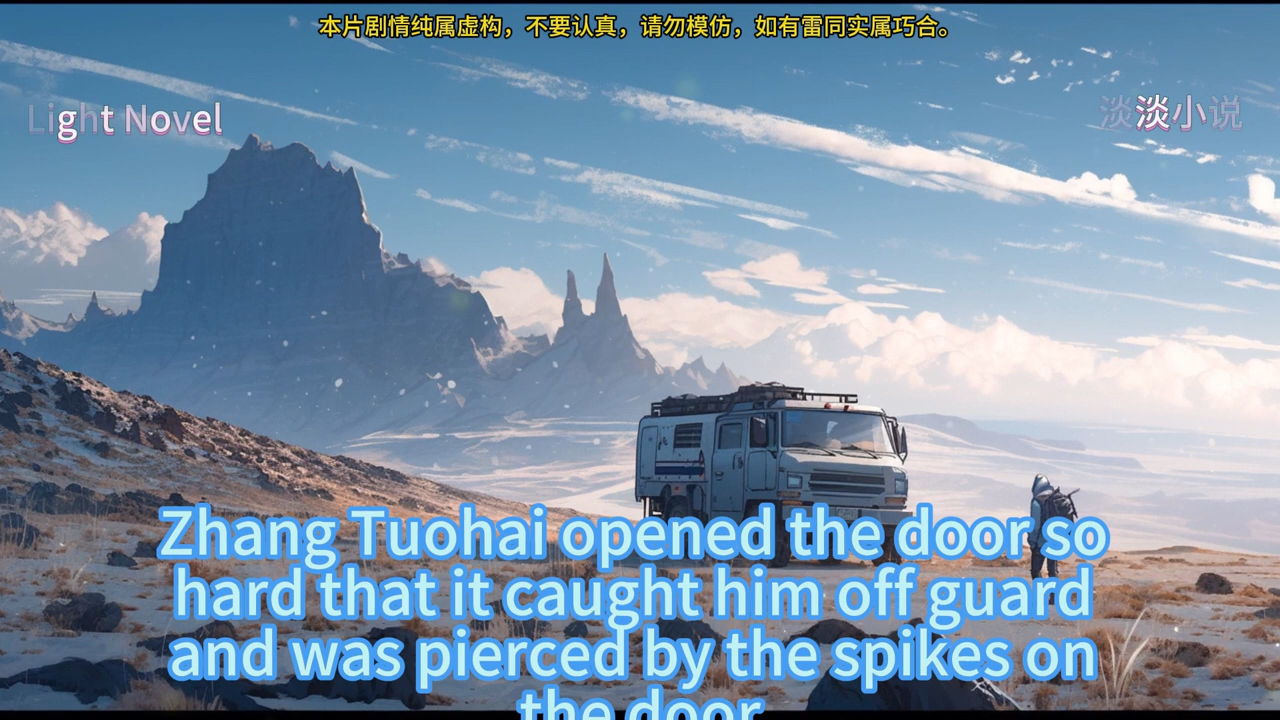 本片剧情纯属虚构，不要认真，请勿模仿，如有雷同实属巧合。
Light Novel
淡淡小说
Zhang Tuohai opened the door so
hard that it caught him off guard
and was pierced by the spikes on
the door